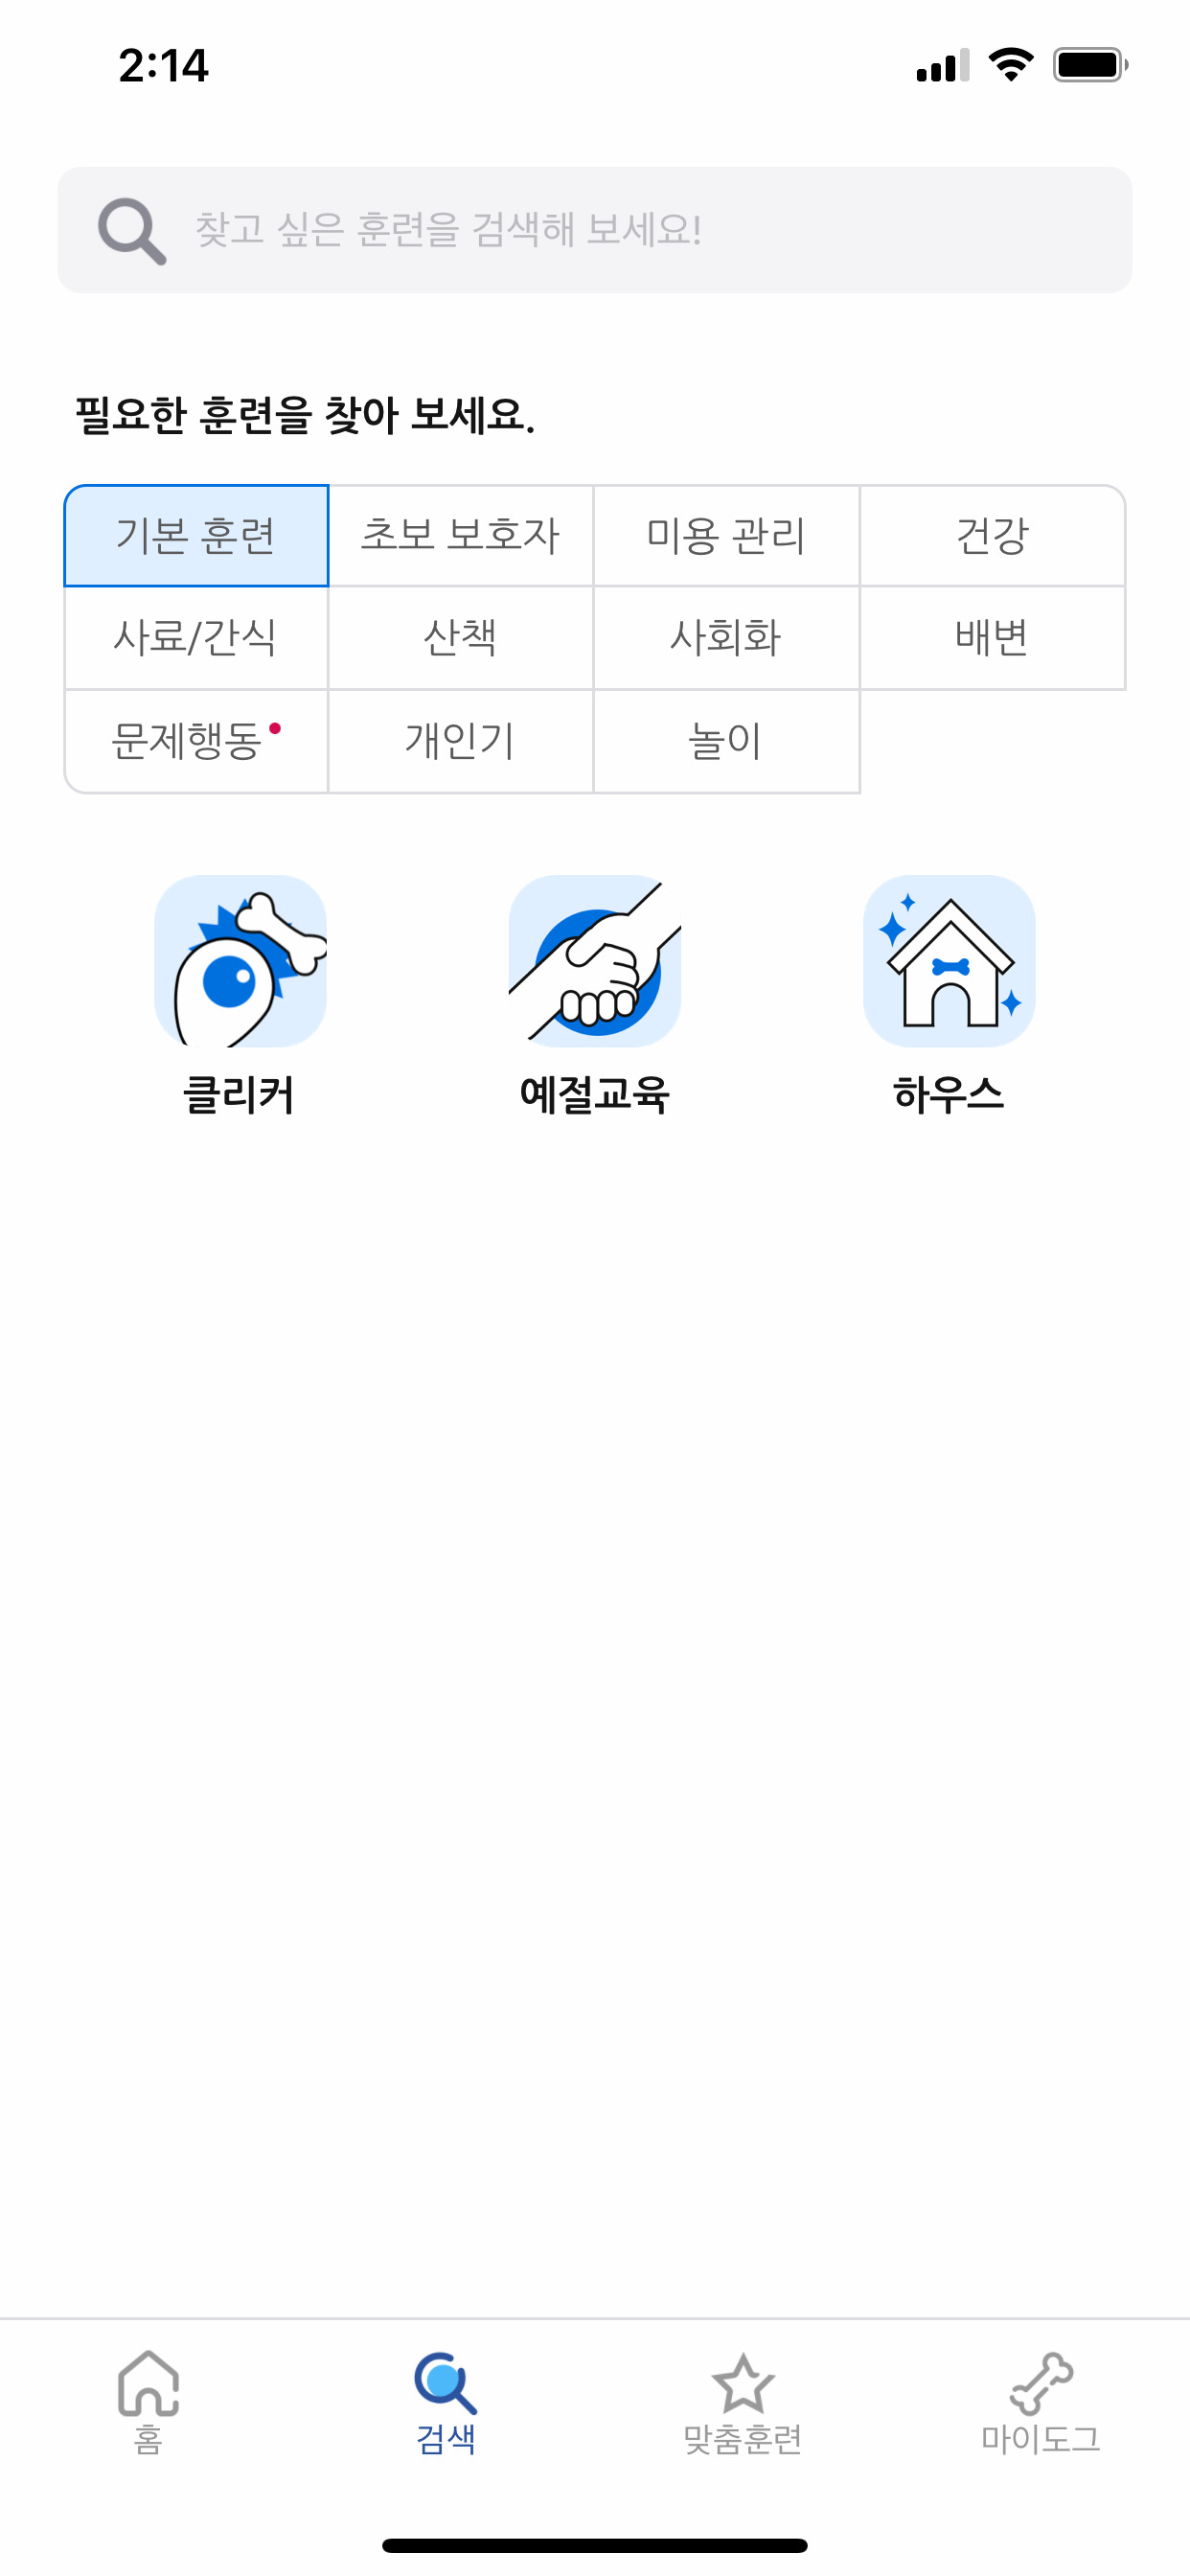 2:14
찾고 싶은 훈련을 검색해 보세요!
필요한 훈련을 찾아 보세요.
기본 훈련 초보 보호자 미용 관리 건강
사료/간식 산책 사회화 배변
문제행동 개인기 놀이
클리커 예절교육 하우스
홈 검색 맞춤훈련 마이도그